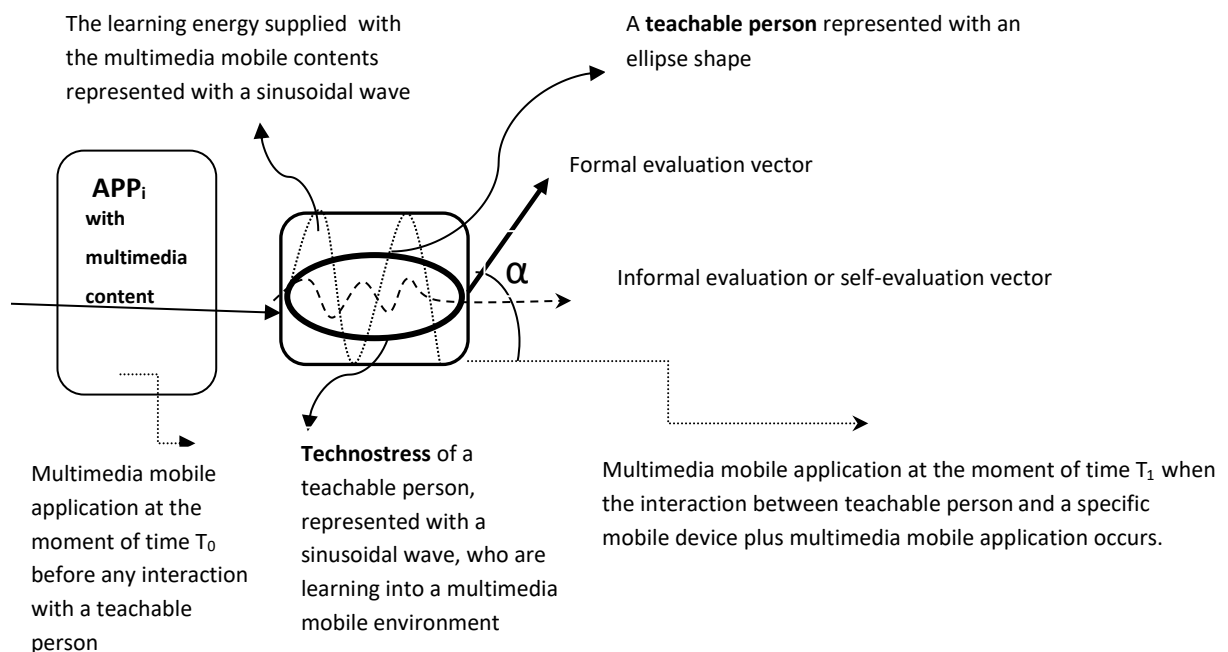 The learning energy supplied with
the multimedia mobile contents
represented with a sinusoidal wave
A teachable person represented with an
ellipse shape
Formal evaluation vector
APPi
with
multimedia
content
α
Informal evaluation or self-evaluation vector
Multimedia mobile
application at the
moment of time T0
before any interaction
with a teachable
person
Technostress of a
teachable person,
represented with a
sinusoidal wave, who are
learning into a multimedia
mobile environment
Multimedia mobile application at the moment of time T1 when
the interaction between teachable person and a specific
mobile device plus multimedia mobile application occurs.